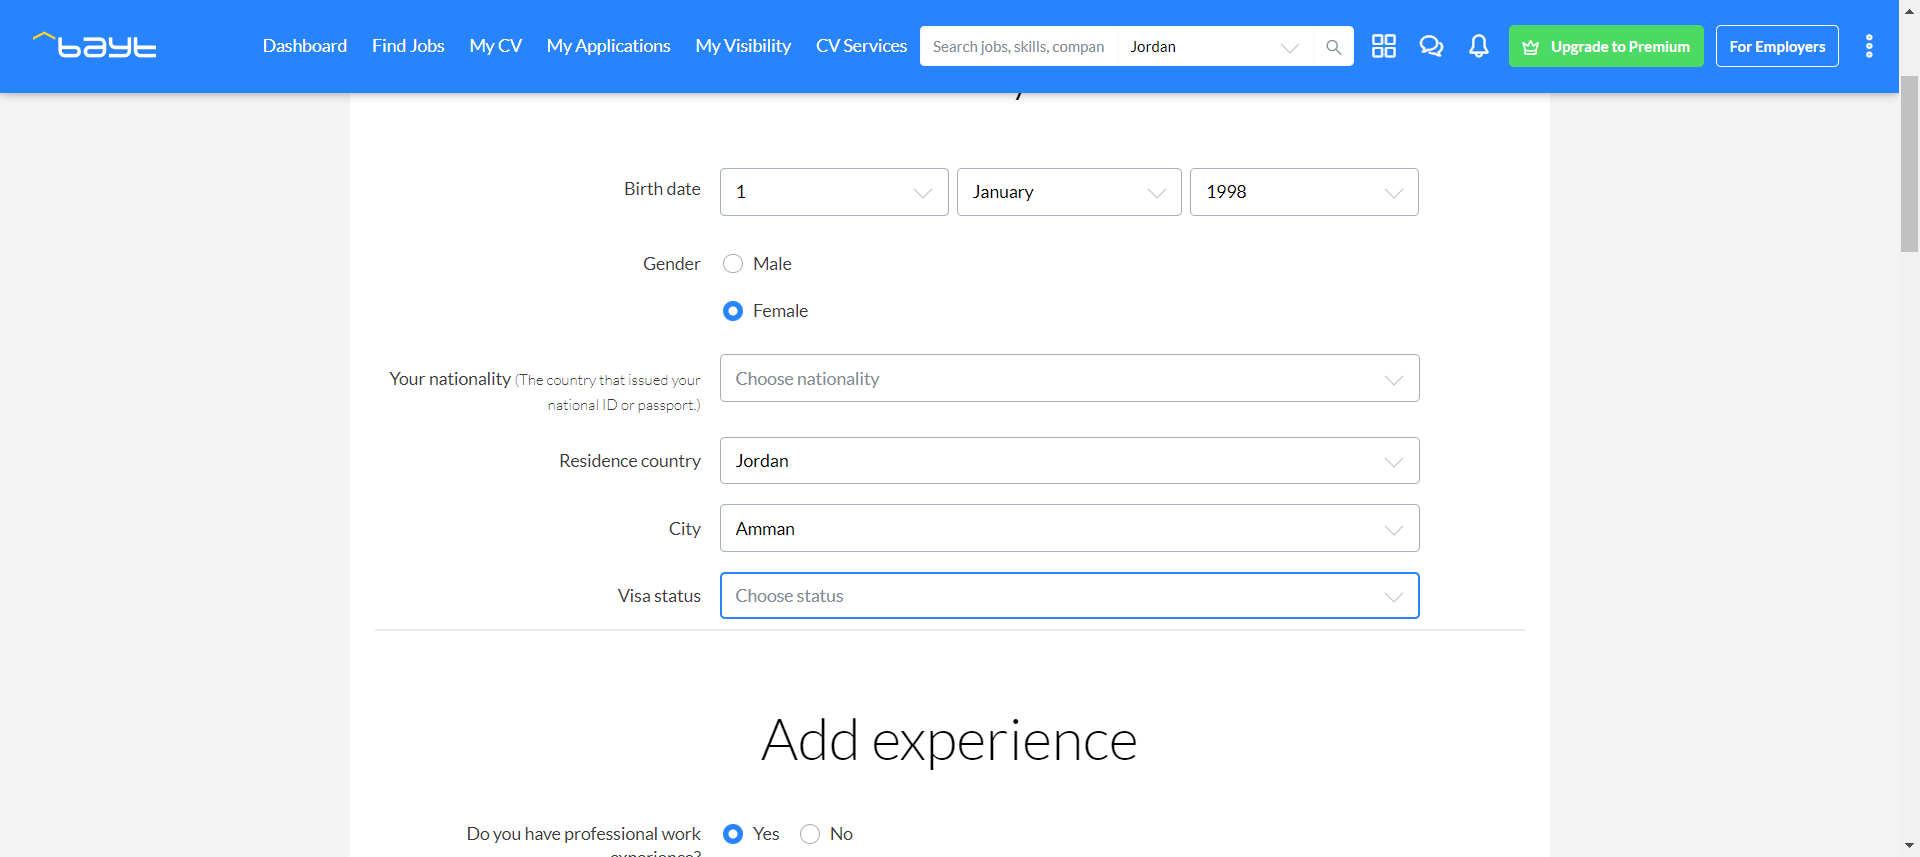 bayt
Dashboard
Find Jobs
My CV
My Applications
My Visibility
CV Services
Search jobs, skills, compan
Jordan
Upgrade to Premium
For Employers
Birth date
1
January
1998
Gender
Male
Female
Your nationality (The country that issued your
national ID or passport.)
Choose nationality
Residence country
Jordan
City
Amman
Visa status
Choose status
Add experience
Do you have professional work
experience?
Yes
No